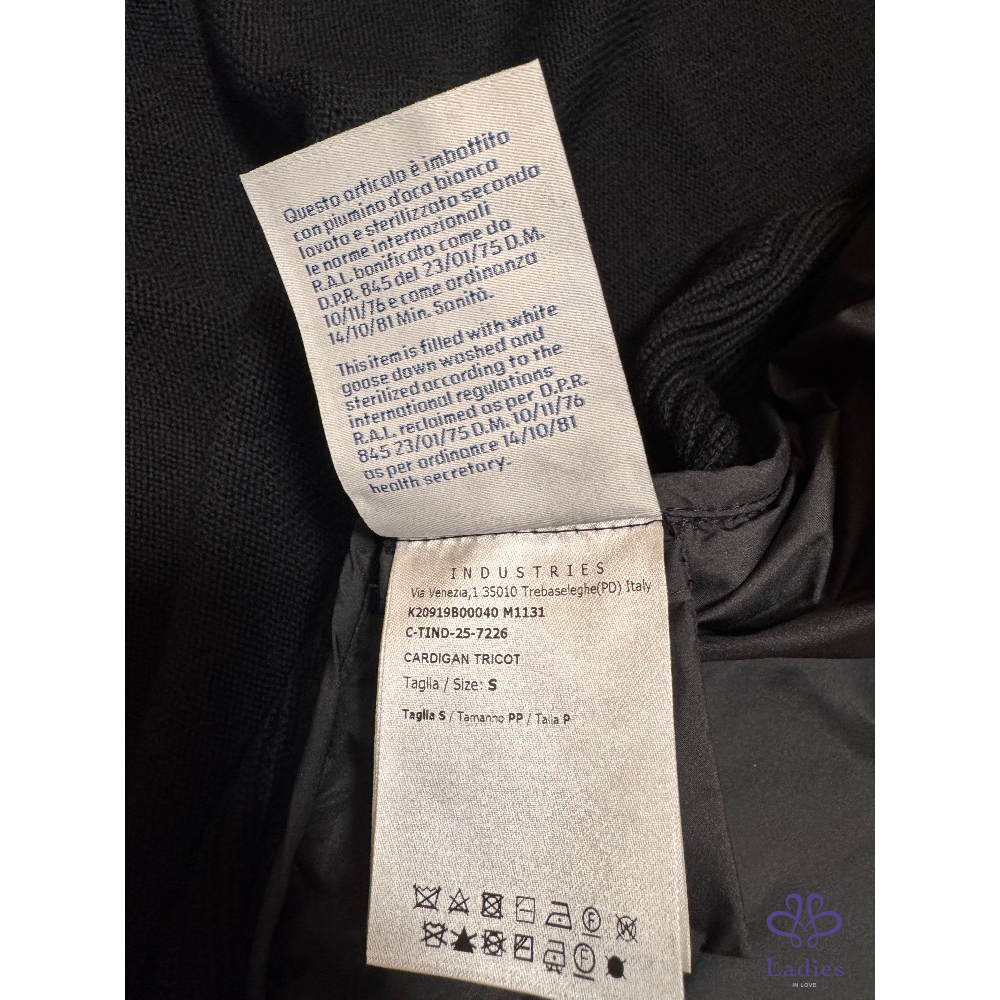 Questo articolo è imbottito
con piumino d'oca bianca
lavato e sterilizzato secondo
le norme internazionali
R.A.L. bonificato come da
D.P.R. 845 del 23/01/75 D.M.
10/11/76 e come ordinanza
14/10/81 Min. Sanità.
This item is filled with white
goose down washed and
sterilized according to the
international regulations
R.A.L. reclaimed as per D.P.R.
845 23/01/75 D.M. 10/11/76
as per ordinance 14/10/81
health secretary.
INDUSTRIES
Via Venezia,1 35010 Trebaseleghe(PD) Italy
K20919B00040 M1131
C-TIND-25-7226
CARDIGAN TRICOT
Taglia / Size: S
Taglia S / Tamanho PP / Talla P
F W
F
Ladies
IN LOVE